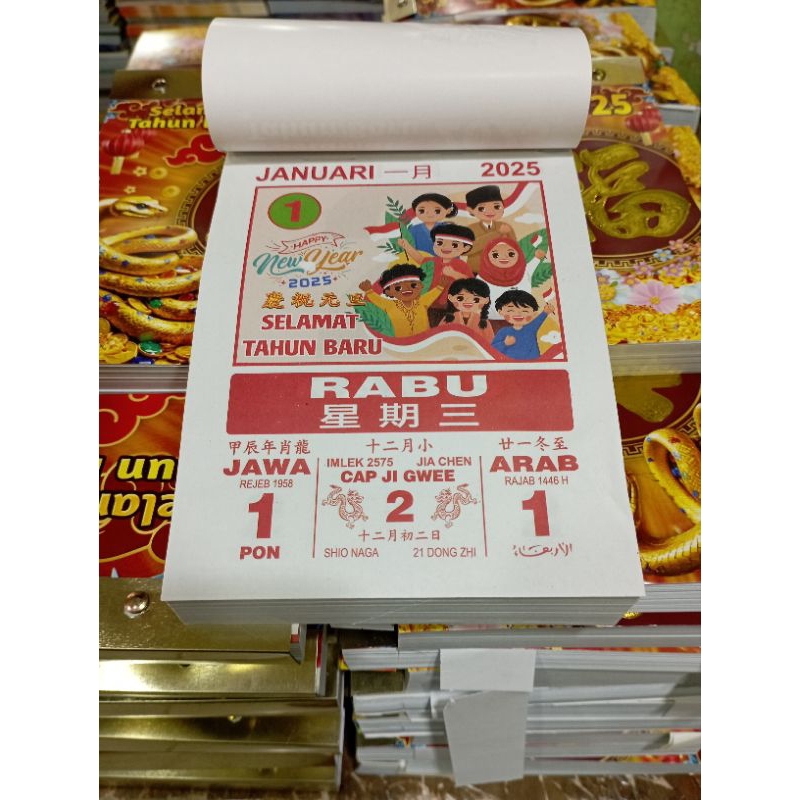 JANUARI 一月 2025
1
HAPPY
New Year
2025
慶祝元旦
SELAMAT
TAHUN BARU
RABU
星期三
甲辰年肖龍 十二月小 廿一冬至
JAWA IMLEK 2575 JIA CHEN ARAB
REJEB 1958 CAP JI GWEE RAJAB 1446 H
1 2 1
PON 十二月初二日
SHIO NAGA 21 DONG ZHI
Tahun
25
福